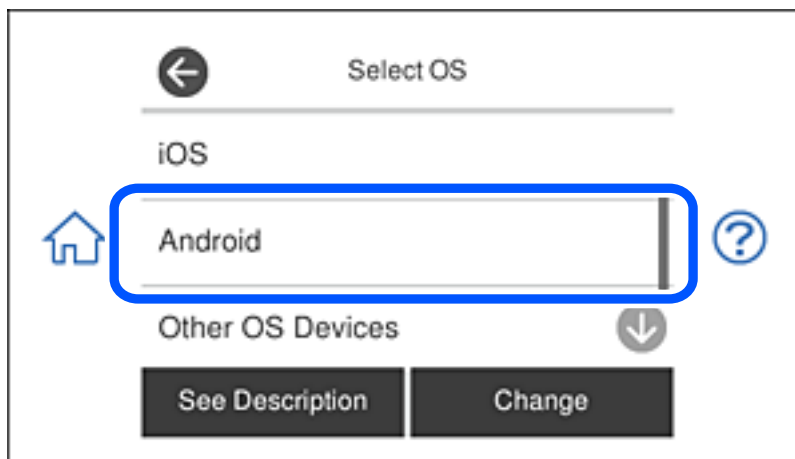 Select OS
iOS
Android
Other OS Devices
See Description
Change